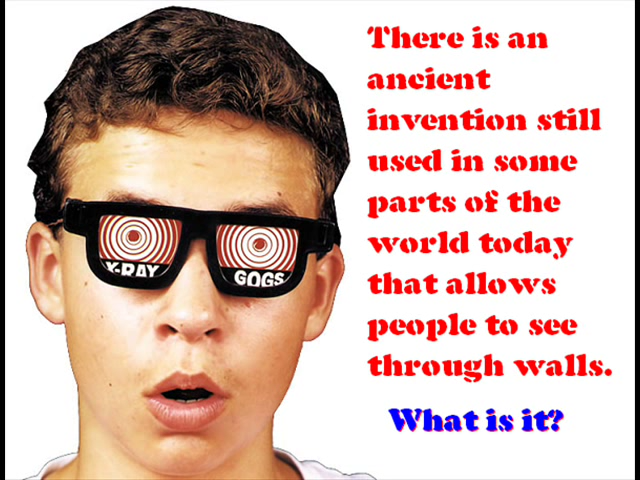 There is an
ancient
invention still
used in some
parts of the
world today
that allows
people to see
through walls.
What is it?
X-RAY GOGS